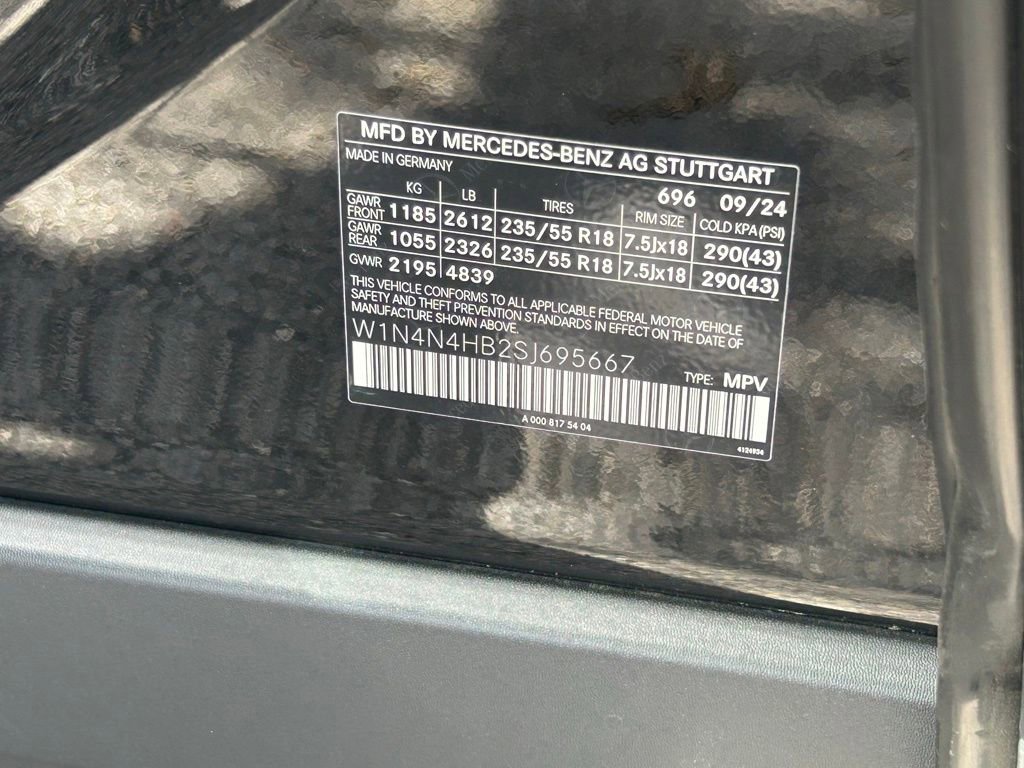 MFD BY MERCEDES-BENZ AG STUTTGART
MADE IN GERMANY 696 09/24
KG LB TIRES RIM SIZE COLD KPA (PSI)
GAWR FRONT 1185 2612 235/55 R18 7.5Jx18 290(43)
GAWR REAR 1055 2326 235/55 R18 7.5Jx18 290(43)
GVWR 2195 4839
THIS VEHICLE CONFORMS TO ALL APPLICABLE FEDERAL MOTOR VEHICLE
SAFETY AND THEFT PREVENTION STANDARDS IN EFFECT ON THE DATE OF
MANUFACTURE SHOWN ABOVE.
W1N4N4HB2SJ695667
TYPE: MPV
A 000 817 54 04
4124934